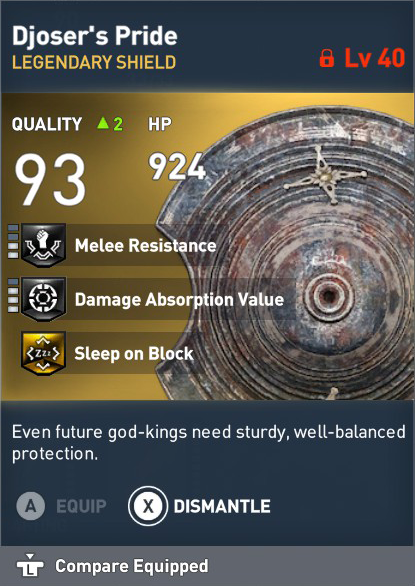 Djoser's Pride
LEGENDARY SHIELD
Lv 40
QUALITY ▲2 HP
93 924
Melee Resistance
Damage Absorption Value
Zzz Sleep on Block
Even future god-kings need sturdy, well-balanced
protection.
A EQUIP X DISMANTLE
L Compare Equipped